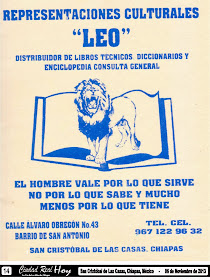 REPRESENTACIONES CULTURALES
"LEO"
DISTRIBUIDOR DE LIBROS TECNICOS, DICCIONARIOS Y
ENCICLOPEDIA CONSULTA GENERAL
EL HOMBRE VALE POR LO QUE SIRVE
NO POR LO QUE SABE Y MUCHO
MENOS POR LO QUE TIENE
CALLE ALVARO OBREGÓN No.43
BARRIO DE SAN ANTONIO
TEL. CEL.
967 122 96 32
SAN CRISTÓBAL DE LAS CASAS, CHIAPAS
14 Ciudad Real Hoy San Cristóbal de Las Casas, Chiapas, México • de Noviembre de 2013